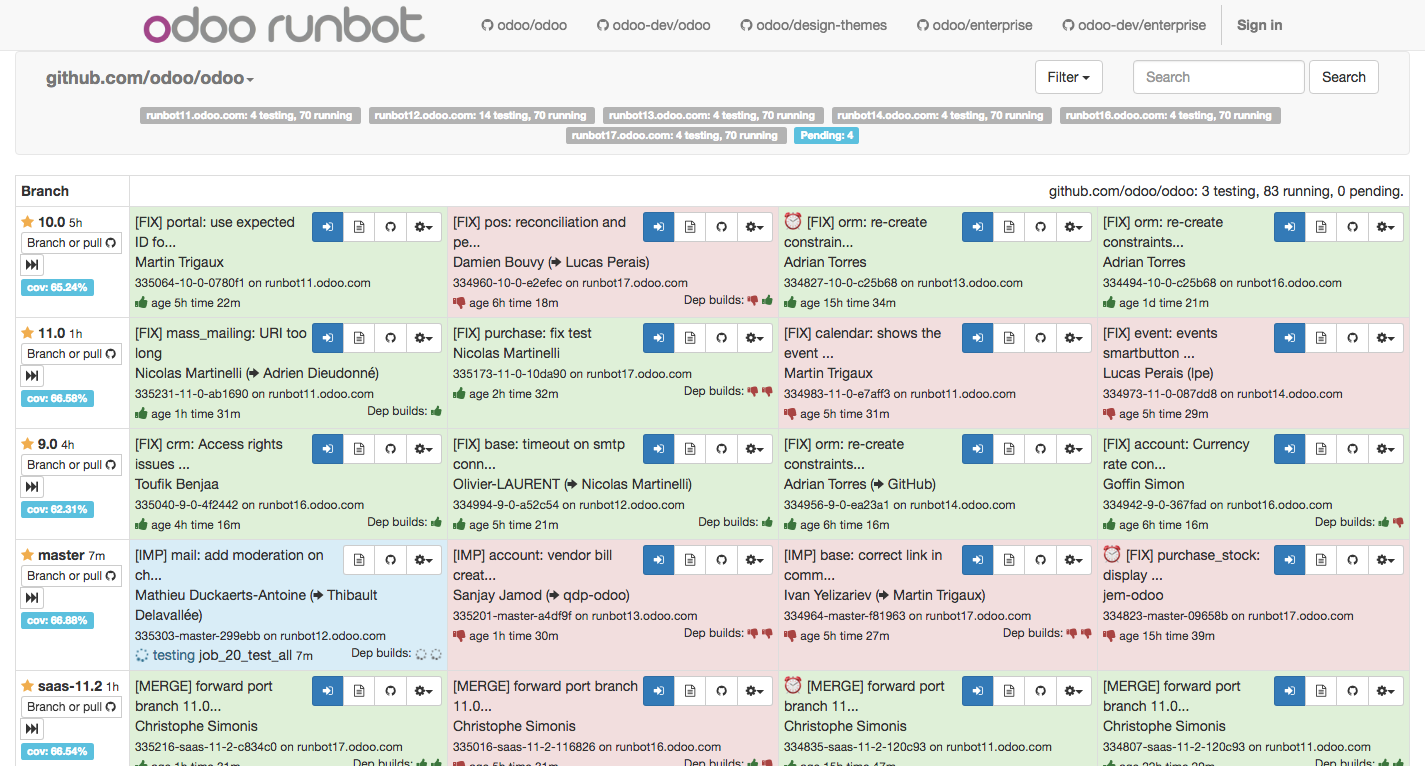 odoo runbot
odoo/odoo
odoo-dev/odoo
odoo/design-themes
odoo/enterprise
odoo-dev/enterprise
Sign in
github.com/odoo/odoo
Filter
Search
Search
runbot11.odoo.com: 4 testing, 70 running
runbot12.odoo.com: 14 testing, 70 running
runbot13.odoo.com: 4 testing, 70 running
runbot14.odoo.com: 4 testing, 70 running
runbot16.odoo.com: 4 testing, 70 running
runbot17.odoo.com: 4 testing, 70 running
Pending: 4
Branch
github.com/odoo/odoo: 3 testing, 83 running, 0 pending.
10.0 5h
Branch or pull
cov: 65.24%
[FIX] portal: use expected
ID fo...
Martin Trigaux
335064-10-0-0780f1 on runbot11.odoo.com
age 5h time 22m
[FIX] pos: reconciliation and
pe...
Damien Bouvy (➔ Lucas Perais)
334960-10-0-e2efec on runbot17.odoo.com
age 6h time 18m
Dep builds:
[FIX] orm: re-create
constrain...
Adrian Torres
334827-10-0-c25b68 on runbot13.odoo.com
age 15h time 34m
[FIX] orm: re-create
constraints...
Adrian Torres
334494-10-0-c25b68 on runbot16.odoo.com
age 1d time 21m
11.0 1h
Branch or pull
cov: 66.58%
[FIX] mass_mailing: URI too
long
Nicolas Martinelli (➔ Adrien Dieudonné)
335231-11-0-ab1690 on runbot11.odoo.com
age 1h time 31m
Dep builds:
[FIX] purchase: fix test
Nicolas Martinelli
335173-11-0-10da90 on runbot17.odoo.com
age 2h time 32m
Dep builds:
[FIX] calendar: shows the
event ...
Martin Trigaux
334983-11-0-e7aff3 on runbot11.odoo.com
age 5h time 31m
[FIX] event: events
smartbutton ...
Lucas Perais (lpe)
334973-11-0-087dd8 on runbot14.odoo.com
age 5h time 29m
9.0 4h
Branch or pull
cov: 62.31%
[FIX] crm: Access rights
issues ...
Toufik Benjaa
335040-9-0-4f2442 on runbot16.odoo.com
age 4h time 16m
Dep builds:
[FIX] base: timeout on smtp
conn...
Olivier-LAURENT (➔ Nicolas Martinelli)
334994-9-0-a52c54 on runbot12.odoo.com
age 5h time 21m
Dep builds:
[FIX] orm: re-create
constraints...
Adrian Torres (➔ GitHub)
334956-9-0-ea23a1 on runbot14.odoo.com
age 6h time 16m
[FIX] account: Currency
rate con...
Goffin Simon
334942-9-0-367fad on runbot16.odoo.com
age 6h time 16m
Dep builds:
master 7m
Branch or pull
cov: 66.88%
[IMP] mail: add moderation on
ch...
Mathieu Duckaerts-Antoine (➔ Thibault
Delavallée)
335303-master-299ebb on runbot12.odoo.com
testing job_20_test_all 7m
Dep builds:
[IMP] account: vendor bill
creat...
Sanjay Jamod (➔ qdp-odoo)
335201-master-a4df9f on runbot13.odoo.com
age 1h time 30m
Dep builds:
[IMP] base: correct link in
comm...
Ivan Yelizariev (➔ Martin Trigaux)
334964-master-f81963 on runbot17.odoo.com
age 5h time 27m
Dep builds:
[FIX] purchase_stock:
display ...
jem-odoo
334823-master-09658b on runbot17.odoo.com
age 15h time 39m
saas-11.2 1h
Branch or pull
cov: 66.54%
[MERGE] forward port
branch 11.0...
Christophe Simonis
335216-saas-11-2-c834c0 on runbot17.odoo.com
age 1h time 31m
Dep builds:
[MERGE] forward port branch
11.0...
Christophe Simonis
335016-saas-11-2-116826 on runbot16.odoo.com
age 5h time 31m
Dep builds:
[MERGE] forward port
branch 11...
Christophe Simonis
334835-saas-11-2-120c93 on runbot11.odoo.com
age 15h time 47m
[MERGE] forward port
branch 11.0...
Christophe Simonis
334807-saas-11-2-120c93 on runbot11.odoo.com
Dep builds: